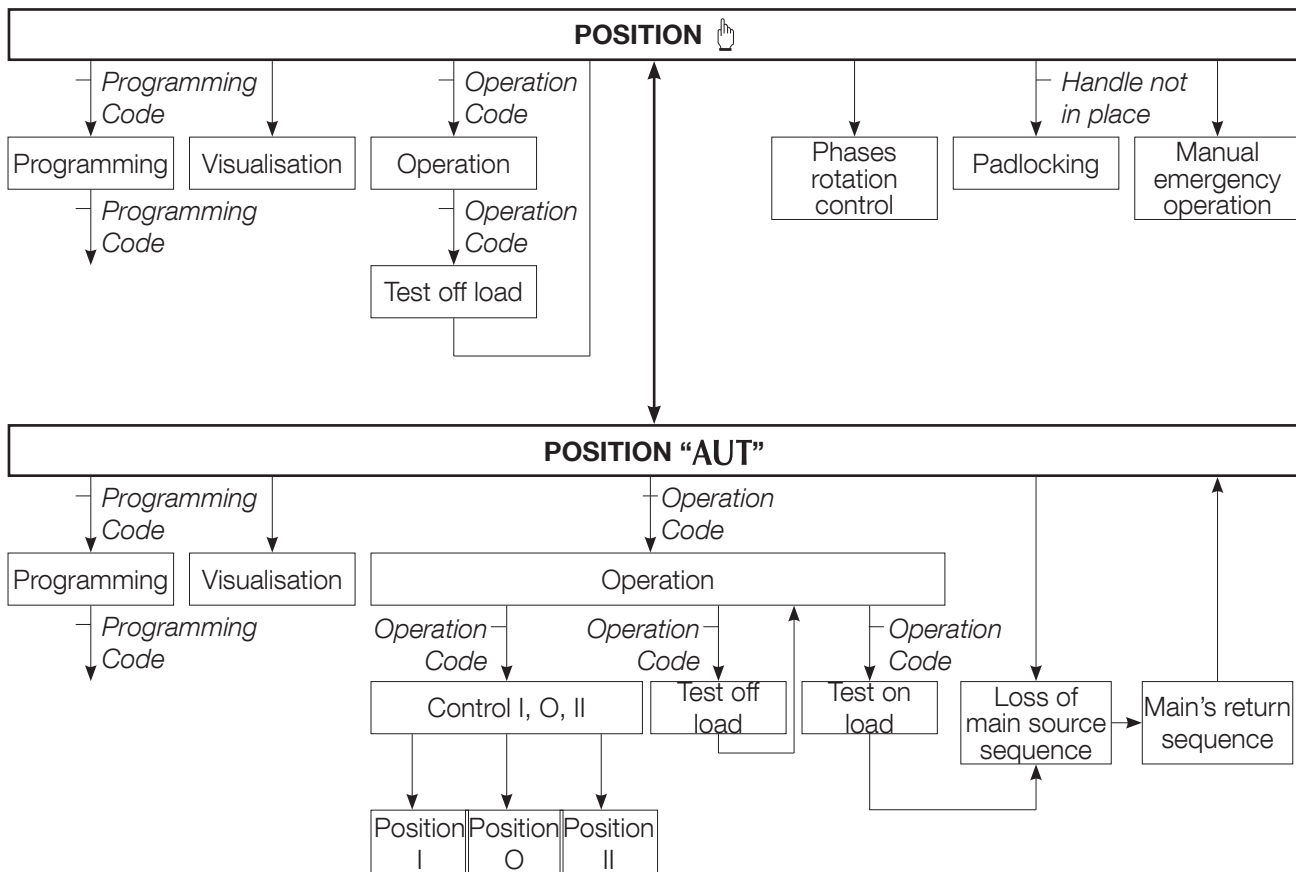 POSITION
Programming
Code
Operation
Code
Handle not
in place
Programming
Visualisation
Operation
Phases
rotation
control
Padlocking
Manual
emergency
operation
Programming
Code
Operation
Code
Test off load
POSITION “AUT”
Programming
Code
Operation
Code
Programming
Visualisation
Operation
Programming
Code
Operation
Code
Operation
Code
Operation
Code
Control I, O, II
Test off
load
Test on
load
Loss of
main source
sequence
Main's return
sequence
Position
I
Position
O
Position
II